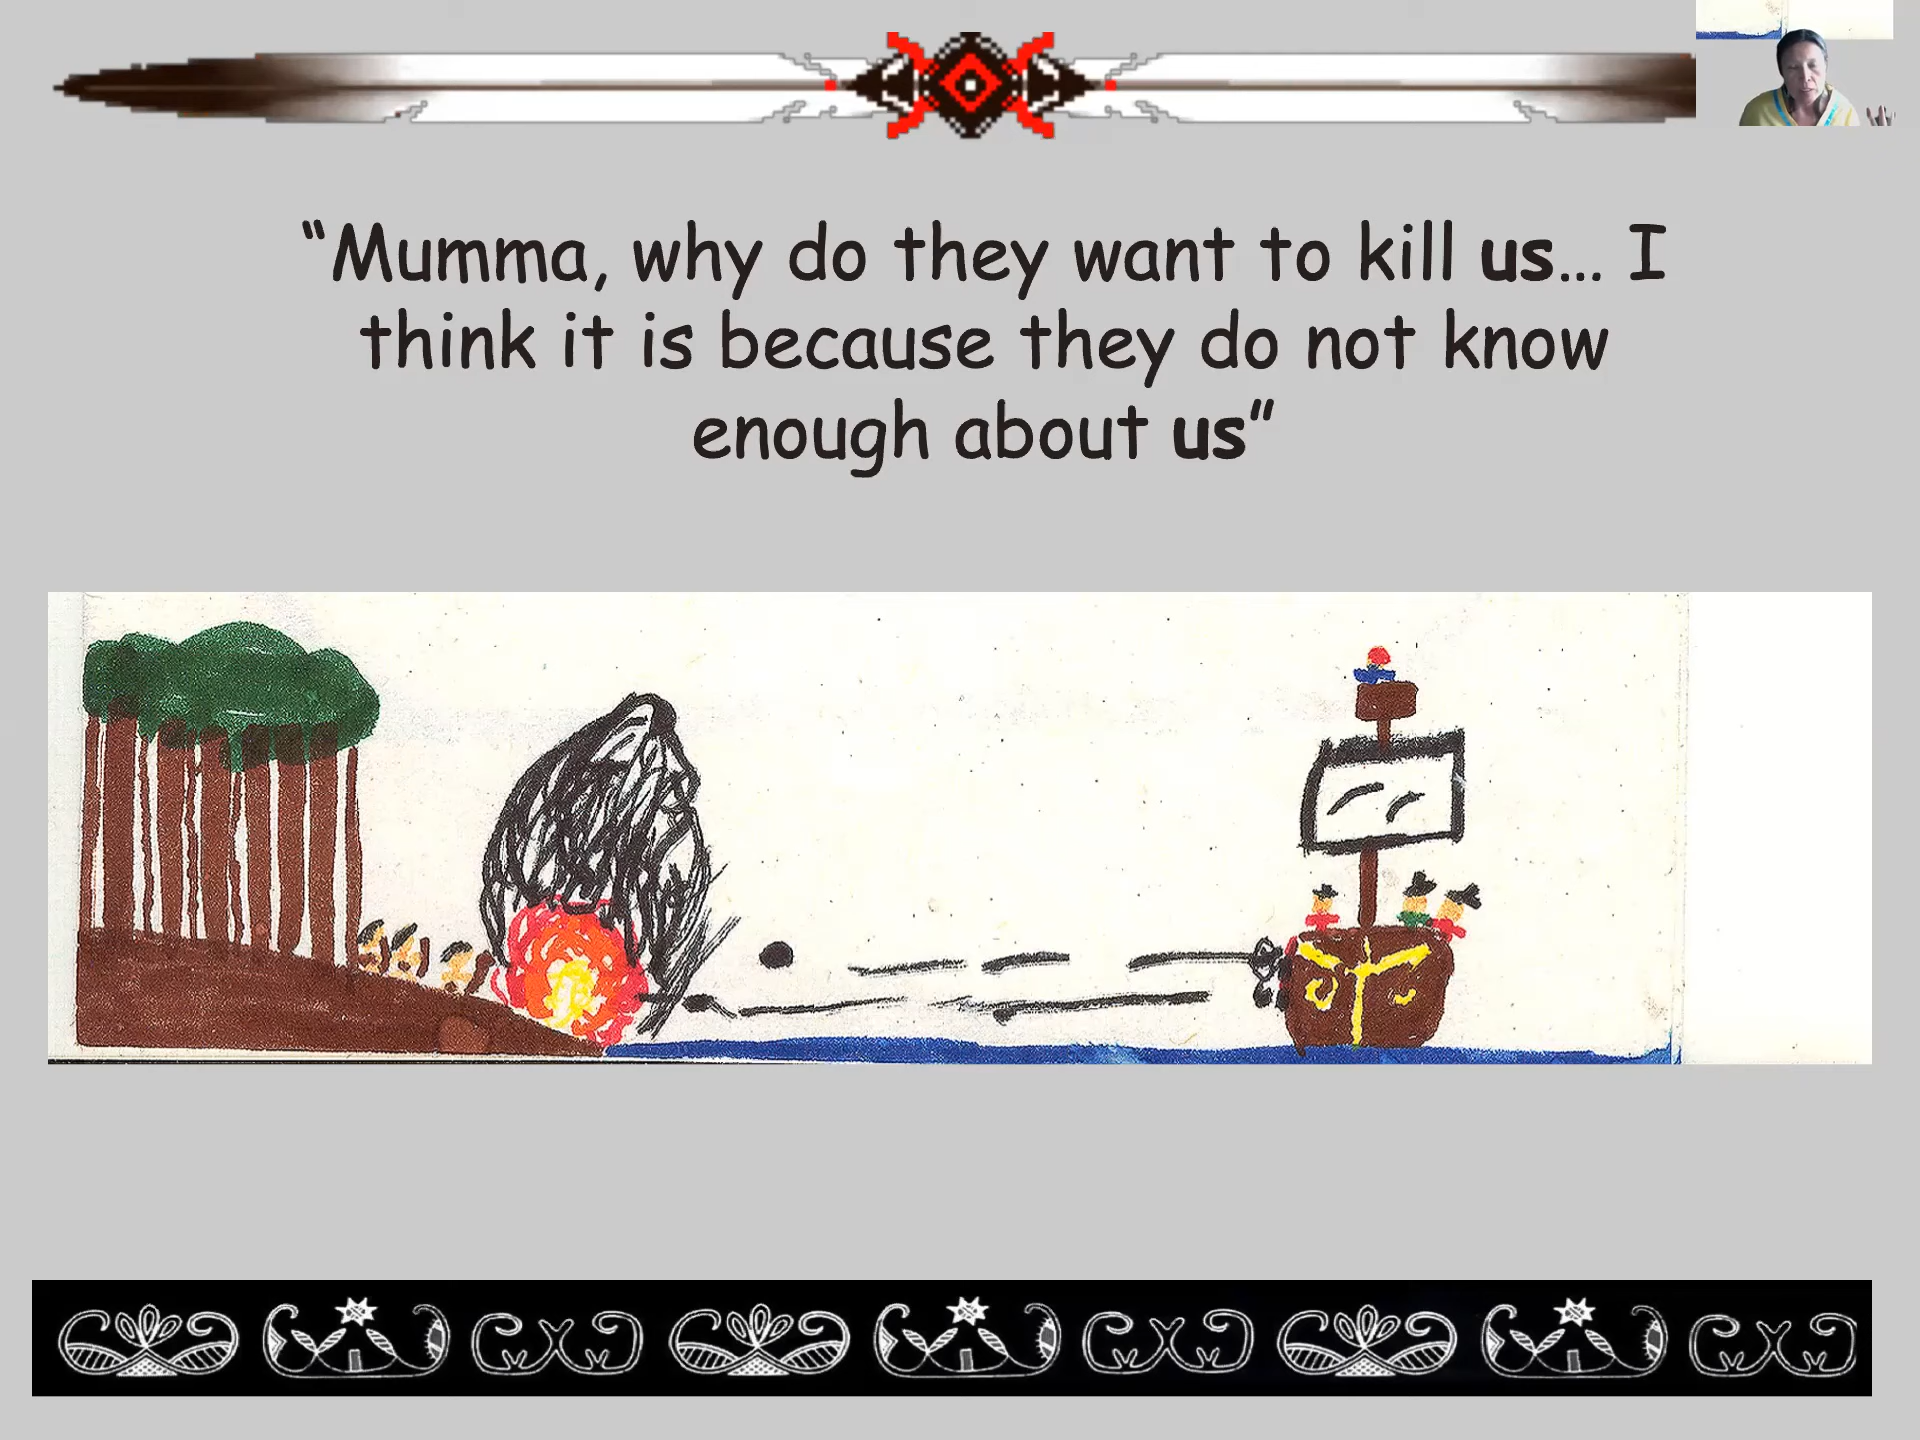 “Mumma, why do they want to kill us… I
think it is because they do not know
enough about us”